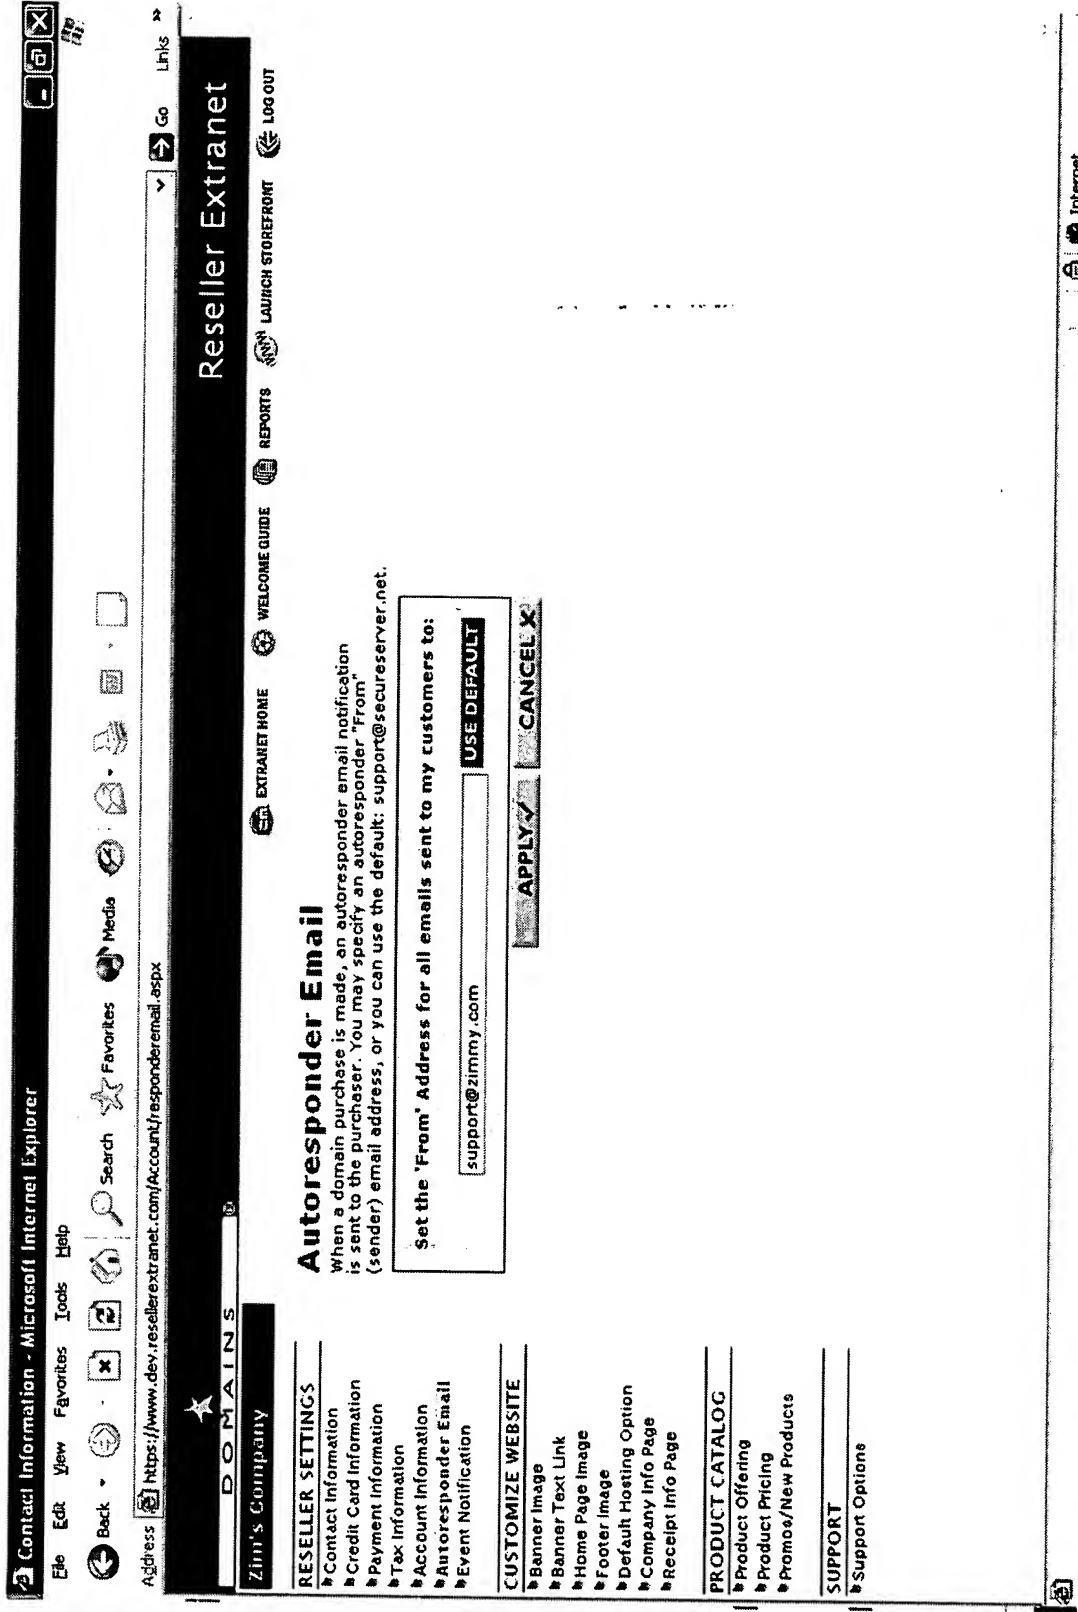 Contact Information - Microsoft Internet Explorer
File Edit View Favorites Tools Help
Back Search Favorites Media
Address https://www.dev.resellerextranet.com/Account/responderemail.aspx Go Links »
DOMAINS
Reseller Extranet
Zim's Company
EXTRANET HOME WELCOME GUIDE REPORTS LAUNCH STOREFRONT LOG OUT
RESELLER SETTINGS
Contact Information
Credit Card Information
Payment Information
Tax Information
Account Information
Autoresponder Email
Event Notification
CUSTOMIZE WEBSITE
Banner Image
Banner Text Link
Home Page Image
Footer Image
Default Hosting Option
Company Info Page
Receipt Info Page
PRODUCT CATALOG
Product Offering
Product Pricing
Promos/New Products
SUPPORT
Support Options
Autoresponder Email
When a domain purchase is made, an autoresponder email notification
is sent to the purchaser. You may specify an autoresponder "From"
(sender) email address, or you can use the default: support@secureserver.net.
Set the 'From' Address for all emails sent to my customers to:
support@zimmy.com USE DEFAULT
APPLY CANCEL X
Internet